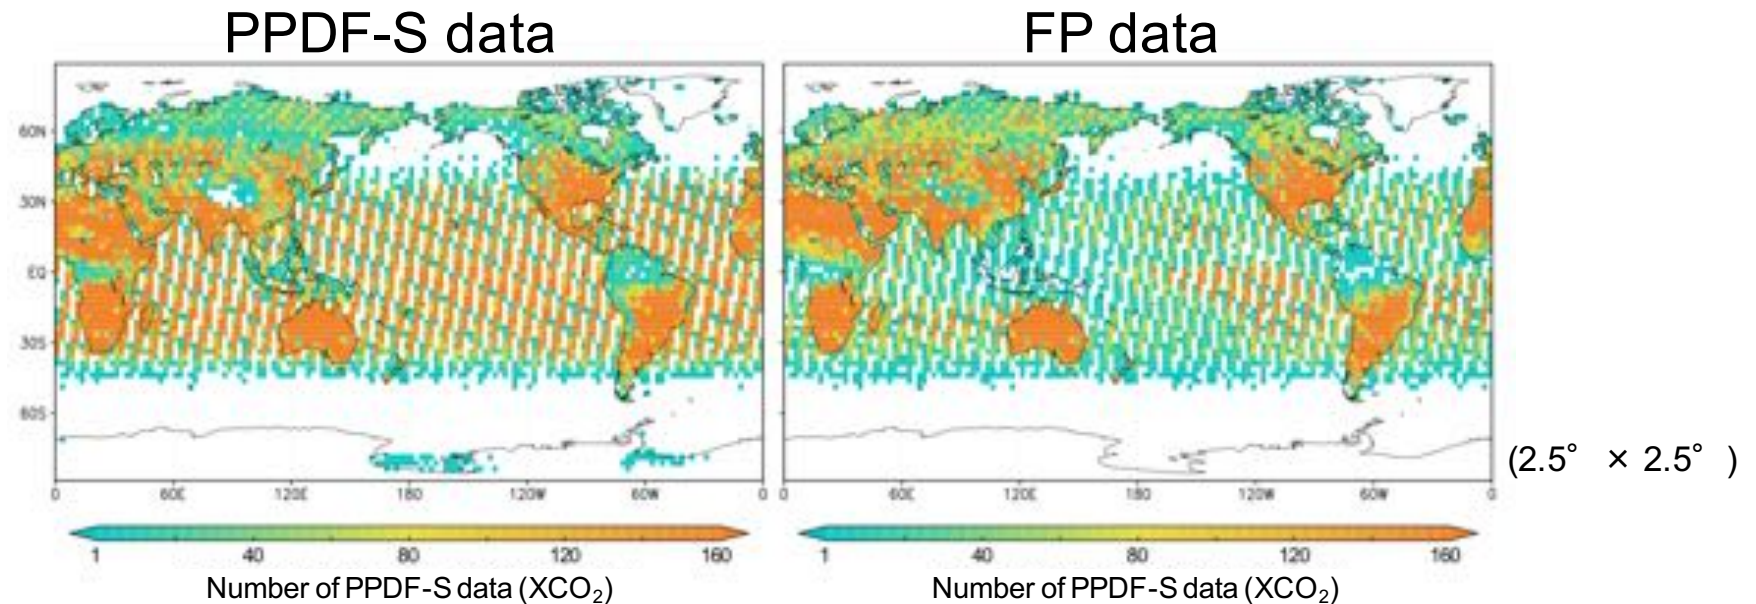 PPDF-S data
FP data
60N
30N
EQ
30S
60S
0 60E 120E 180 120W 60W 0
0 60E 120E 180 120W 60W 0
(2.5° × 2.5° )
1 40 80 120 160
1 40 80 120 160
Number of PPDF-S data (XCO₂)
Number of PPDF-S data (XCO₂)